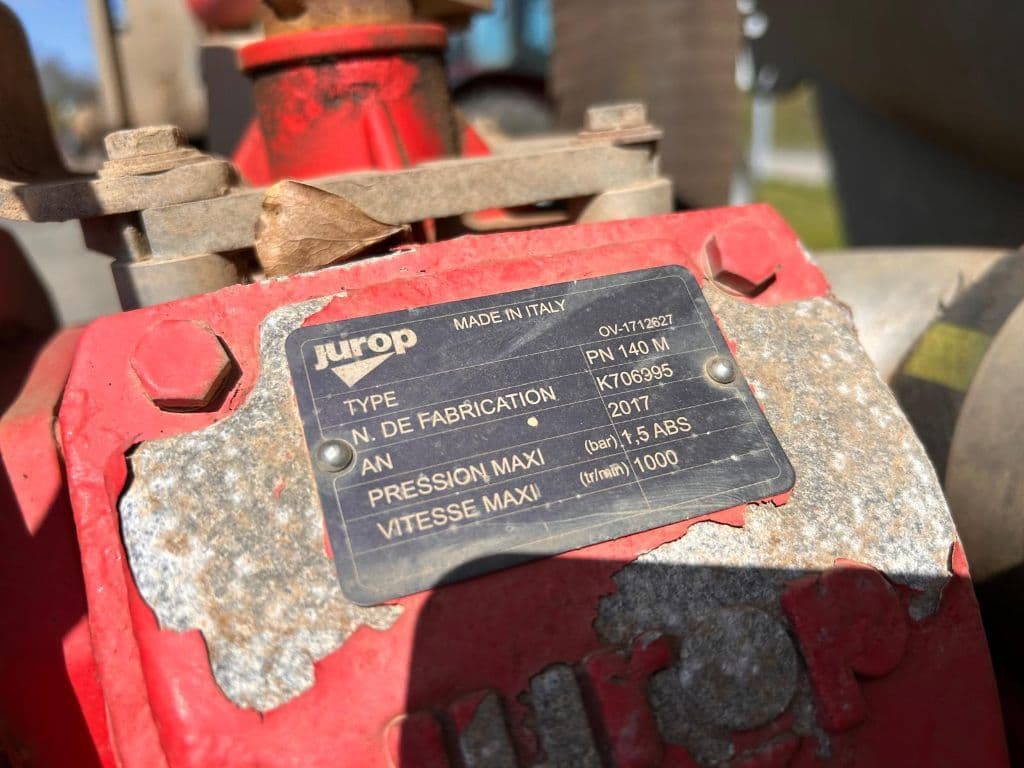 jurop
MADE IN ITALY
OV-1712627
TYPE PN 140 M
N. DE FABRICATION K706995
AN 2017
PRESSION MAXI (bar) 1,5 ABS
VITESSE MAXI (tr/min) 1000
jurop